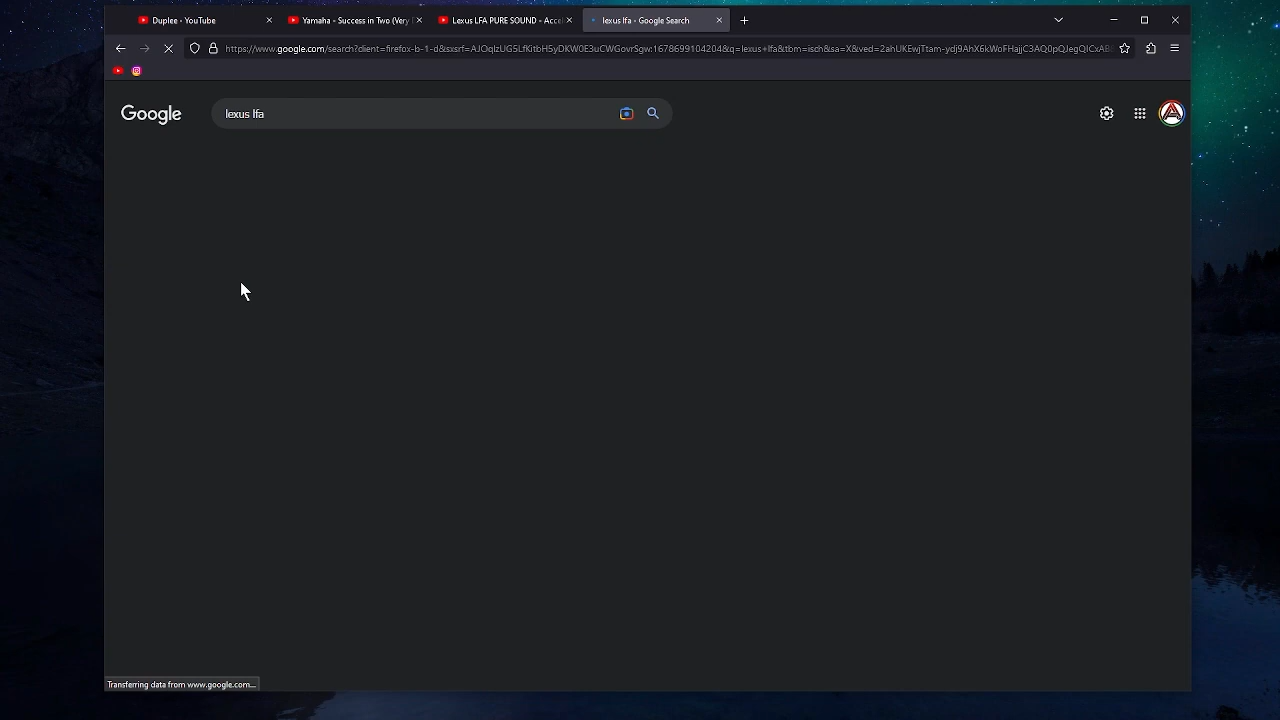 Duplee - YouTube
Yamaha - Success in Two (Very
Lexus LFA PURE SOUND - Acce
lexus lfa - Google Search
Google
lexus lfa
Transferring data from www.google.com...